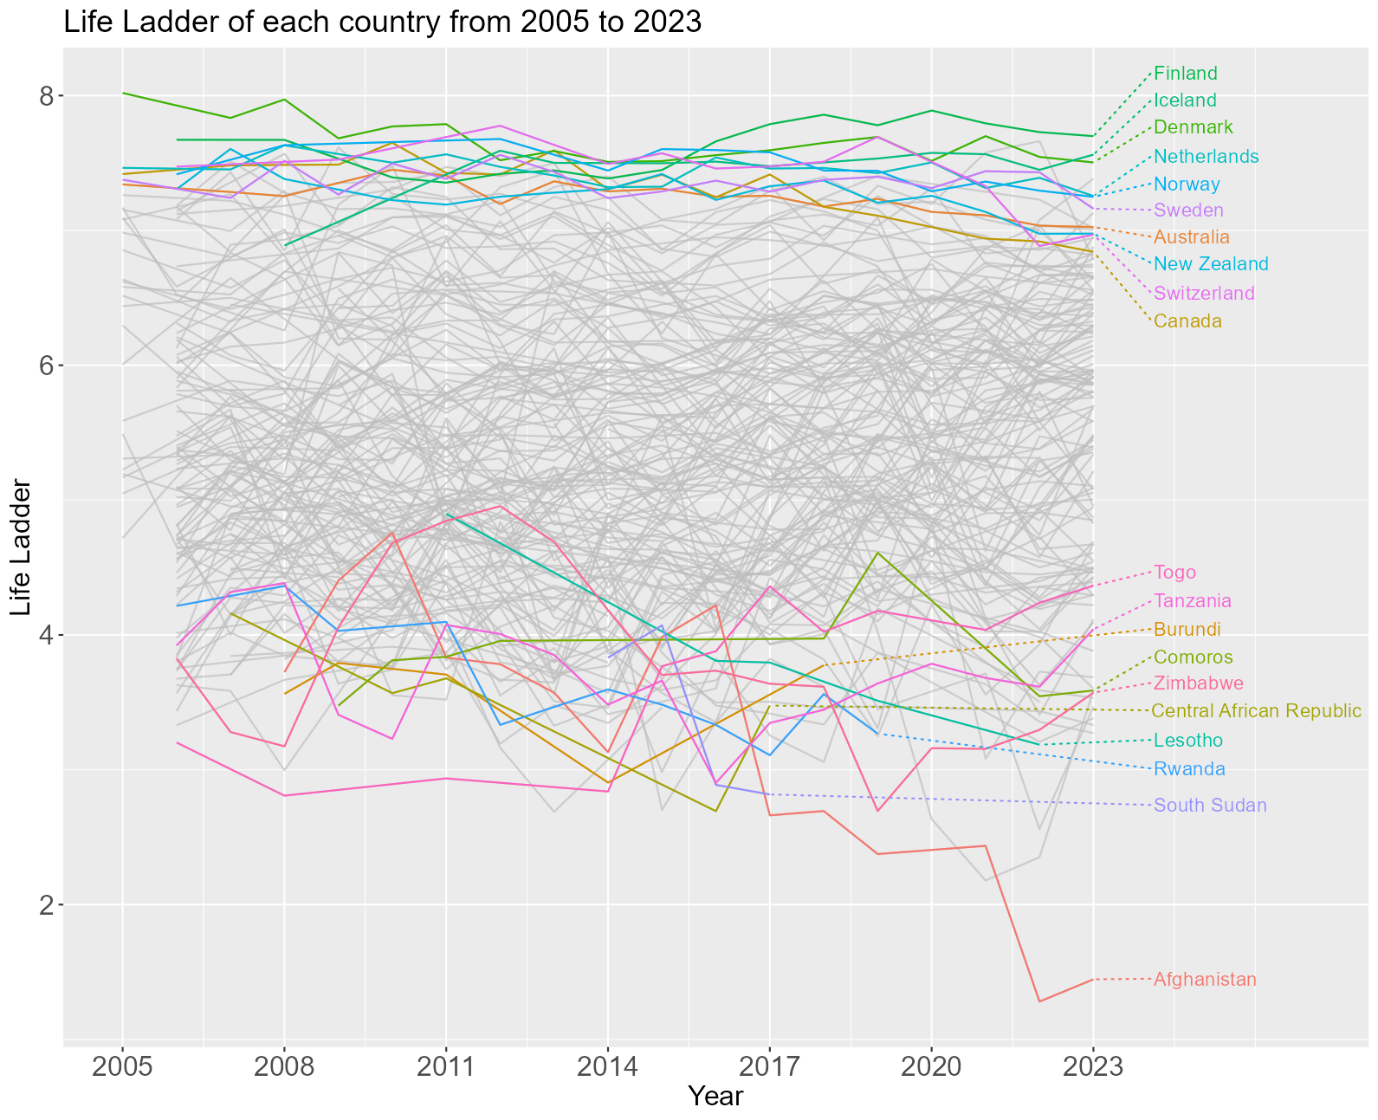 Life Ladder of each country from 2005 to 2023
Life Ladder
8
6
4
2
Finland
Iceland
Denmark
Netherlands
Norway
Sweden
Australia
New Zealand
Switzerland
Canada
Togo
Tanzania
Burundi
Comoros
Zimbabwe
Central African Republic
Lesotho
Rwanda
South Sudan
Afghanistan
2005 2008 2011 2014 2017 2020 2023
Year